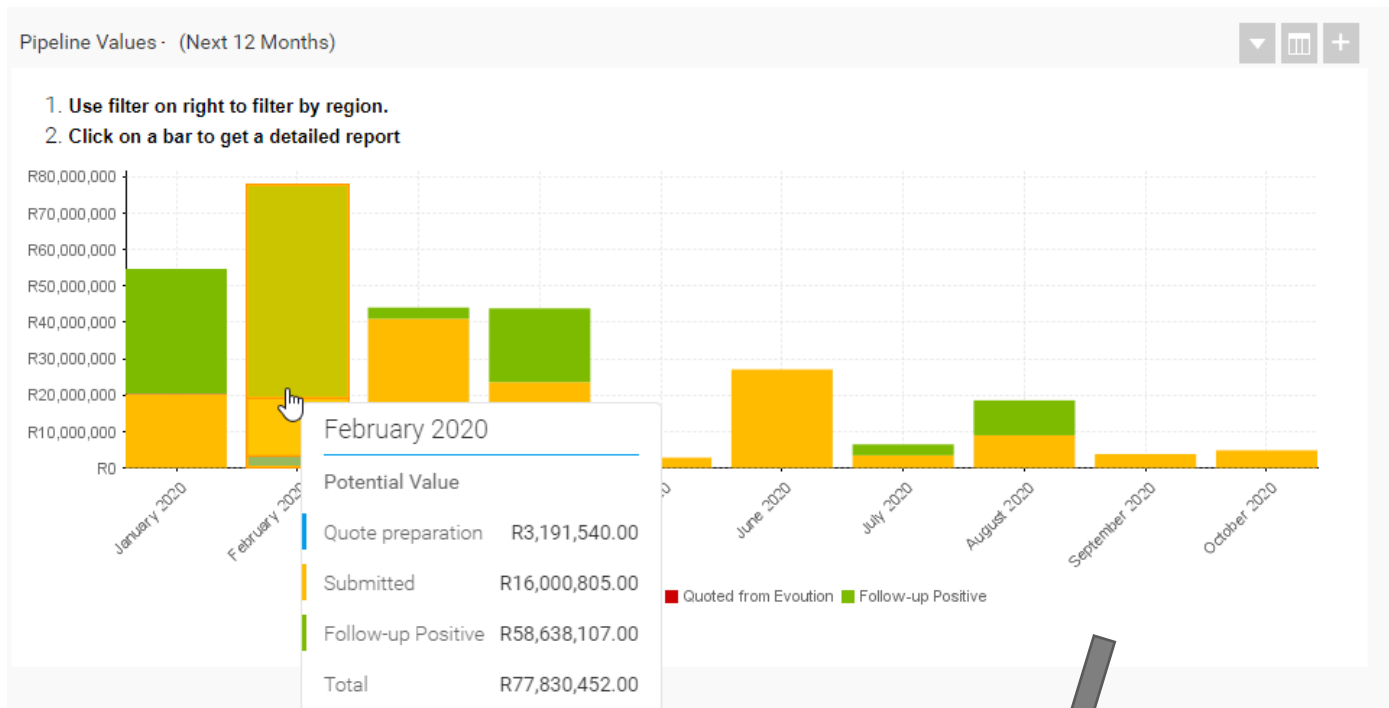 Pipeline Values · (Next 12 Months)
1. Use filter on right to filter by region.
2. Click on a bar to get a detailed report
R80,000,000
R70,000,000
R60,000,000
R50,000,000
R40,000,000
R30,000,000
R20,000,000
R10,000,000
R0
January 2020
February 202
0
June 2020
July 2020
August 2020
September 2020
October 2020
February 2020
Potential Value
Quote preparation R3,191,540.00
Submitted R16,000,805.00
Follow-up Positive R58,638,107.00
Total R77,830,452.00
Quoted from Evoution Follow-up Positive